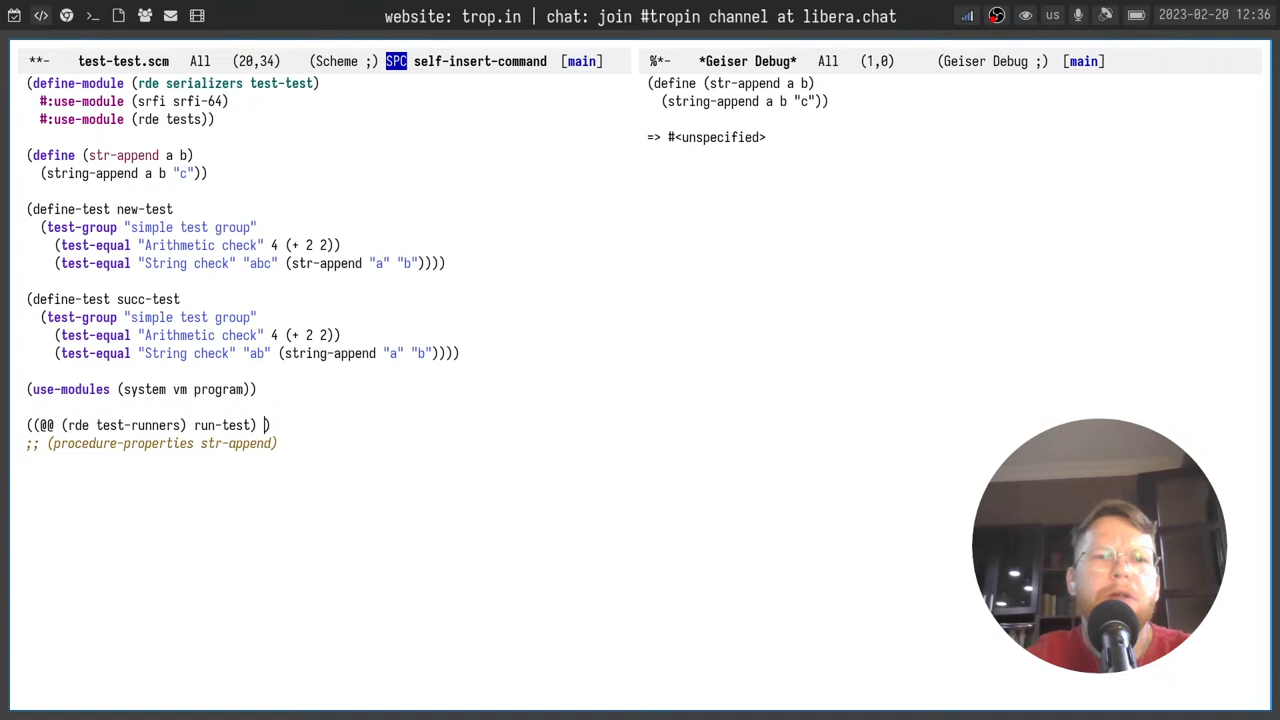 website: trop.in | chat: join #tropin channel at libera.chat
us
2023-02-20 12:36
**- test-test.scm All (20,34) (Scheme ;) SPC self-insert-command [main]
(define-module (rde serializers test-test)
#:use-module (srfi srfi-64)
#:use-module (rde tests))
(define (str-append a b)
(string-append a b "c"))
(define-test new-test
(test-group "simple test group"
(test-equal "Arithmetic check" 4 (+ 2 2))
(test-equal "String check" "abc" (str-append "a" "b"))))
(define-test succ-test
(test-group "simple test group"
(test-equal "Arithmetic check" 4 (+ 2 2))
(test-equal "String check" "ab" (string-append "a" "b"))))
(use-modules (system vm program))
((@@ (rde test-runners) run-test) )
;; (procedure-properties str-append)
%*- *Geiser Debug* All (1,0) (Geiser Debug ;) [main]
(define (str-append a b)
(string-append a b "c"))
=> #<unspecified>